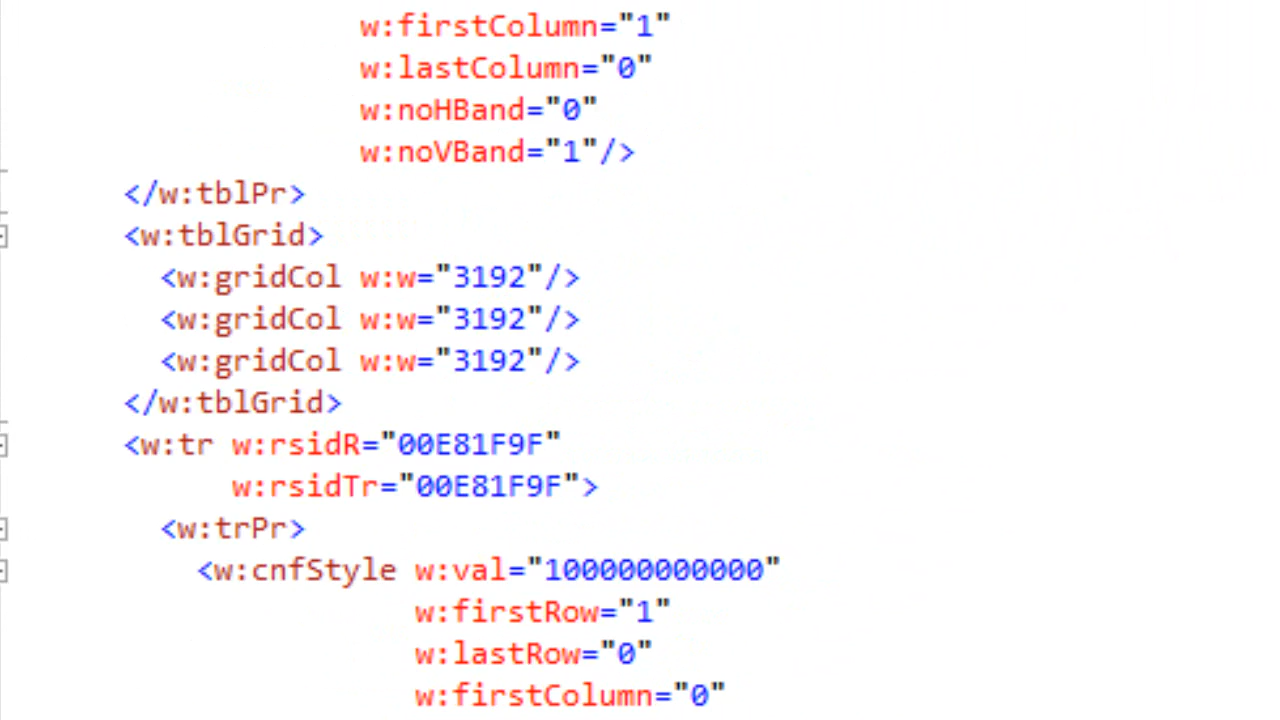 w:firstColumn="1"
w:lastColumn="0"
w:noHBand="0"
w:noVBand="1"/>
</w:tblPr>
<w:tblGrid>
<w:gridCol w:w="3192"/>
<w:gridCol w:w="3192"/>
<w:gridCol w:w="3192"/>
</w:tblGrid>
<w:tr w:rsidR="00E81F9F"
w:rsidTr="00E81F9F">
<w:trPr>
<w:cnfStyle w:val="100000000000"
w:firstRow="1"
w:lastRow="0"
w:firstColumn="0"